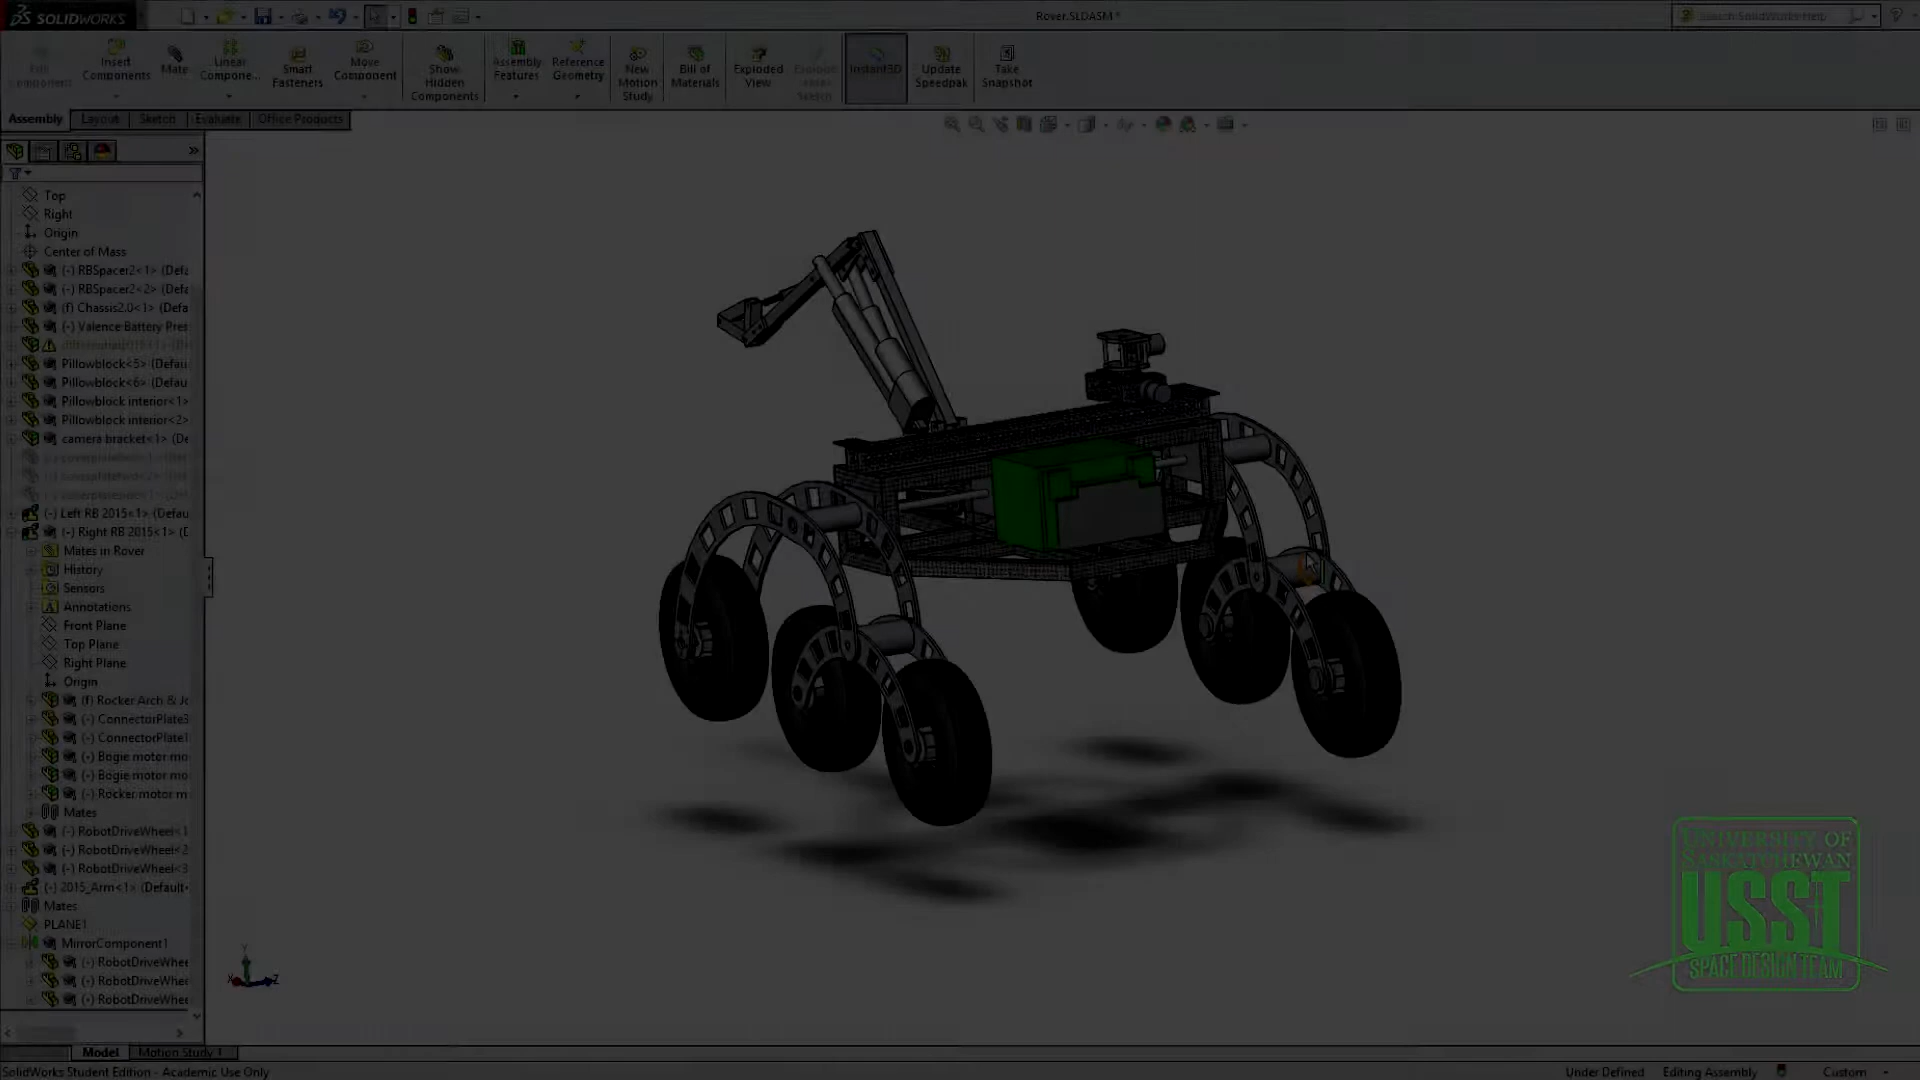 SOLIDWORKS
Rover.SLDASM *
Search SolidWorks Help
Edit Component
Insert Components
Mate
Linear Compone...
Smart Fasteners
Move Component
Show Hidden Components
Assembly Features
Reference Geometry
New Motion Study
Bill of Materials
Exploded View
Instant3D
Update Speedpak
Take Snapshot
Assembly
Layout
Sketch
Evaluate
Office Products
Top
Right
Origin
Center of Mass
(-) RBSpacer2<1> (Defa
(-) RBSpacer2<2> (Defa
(f) Chassis2.0<1> (Defa
(-) Valence Battery Pres
Pillowblock<5> (Defau
Pillowblock<6> (Defau
Pillowblock interior<1>
Pillowblock interior<2>
camera bracket<1> (De
(-) Left RB 2015<1> (Defau
(-) Right RB 2015<1> (D
Mates in Rover
History
Sensors
Annotations
Front Plane
Top Plane
Right Plane
Origin
(f) Rocker Arch & Jo
(-) ConnectorPlate3
(-) ConnectorPlate1
(-) Bogie motor mo
(-) Bogie motor mo
(-) Rocker motor m
Mates
(-) RobotDriveWheel<1
(-) RobotDriveWheel<2
(-) RobotDriveWheel<3
(-) 2015_Arm<1> (Default
Mates
PLANE1
MirrorComponent1
(-) RobotDriveWhee
(-) RobotDriveWhee
(-) RobotDriveWhee
Y
X
Z
UNIVERSITY OF
SASKATCHEWAN
USST
SPACE DESIGN TEAM
Model
Motion Study 1
SolidWorks Student Edition - Academic Use Only
Under Defined
Editing Assembly
Custom